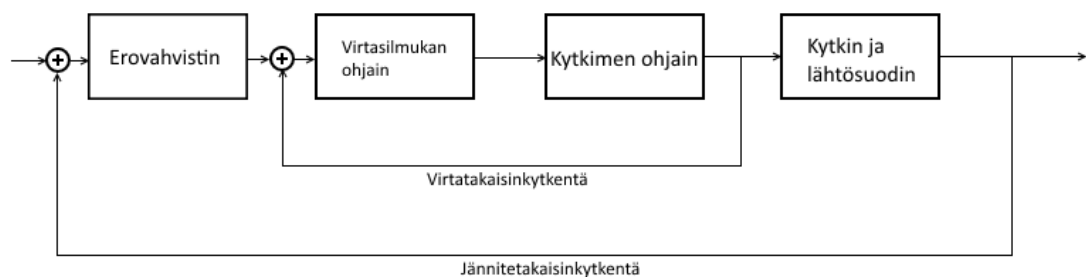 Erovahvistin
Virtasilmukan
ohjain
Kytkimen ohjain
Kytkin ja
lähtösuodin
Virtatakaisinkytkentä
Jännitetakaisinkytkentä